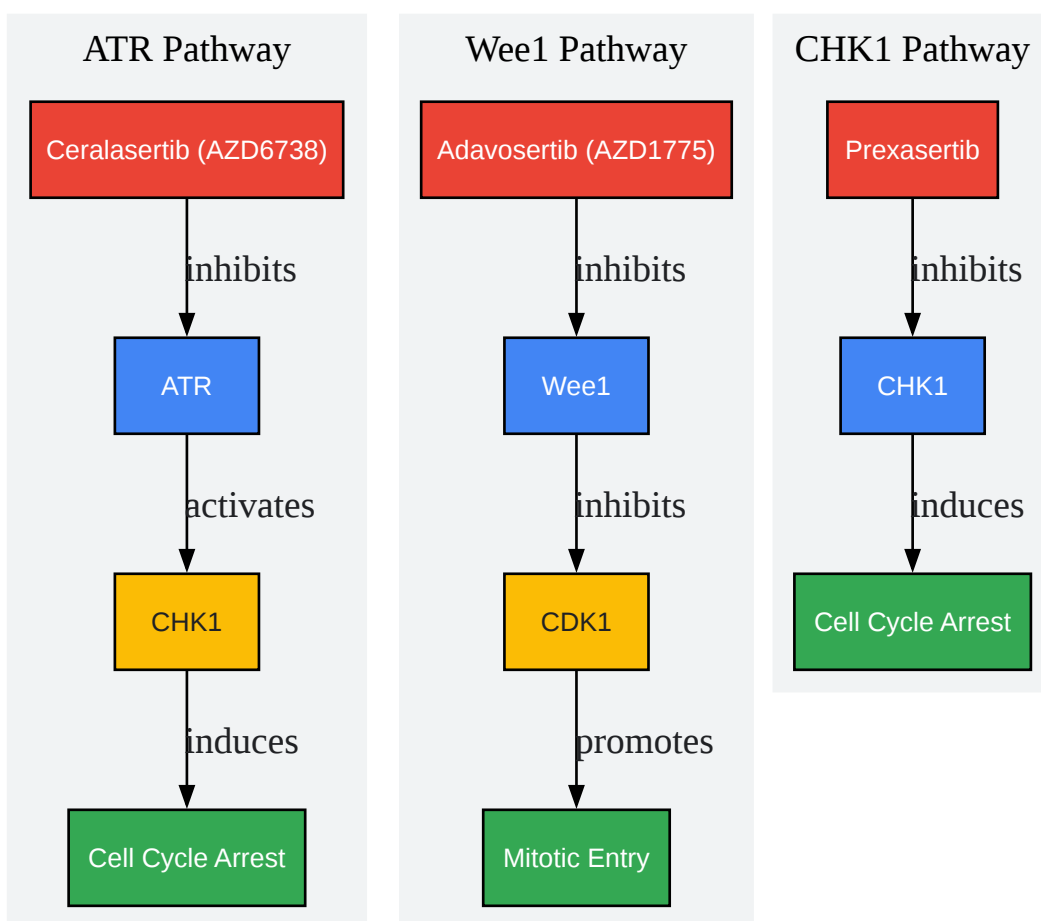 ATR Pathway
Ceralasertib (AZD6738)
inhibits
ATR
activates
CHK1
induces
Cell Cycle Arrest
Wee1 Pathway
Adavosertib (AZD1775)
inhibits
Wee1
inhibits
CDK1
promotes
Mitotic Entry
CHK1 Pathway
Prexasertib
inhibits
CHK1
induces
Cell Cycle Arrest